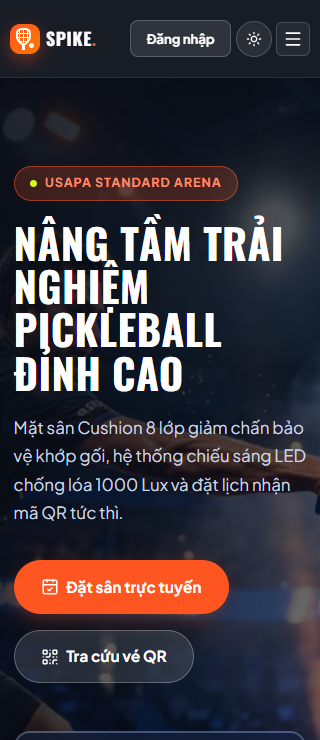 SPIKE.
Đăng nhập
USAPA STANDARD ARENA
NÂNG TẦM TRẢI
NGHIỆM
PICKLEBALL
ĐỈNH CAO
Mặt sân Cushion 8 lớp giảm chấn bảo
vệ khớp gối, hệ thống chiếu sáng LED
chống lóa 1000 Lux và đặt lịch nhận
mã QR tức thì.
Đặt sân trực tuyến
Tra cứu vé QR